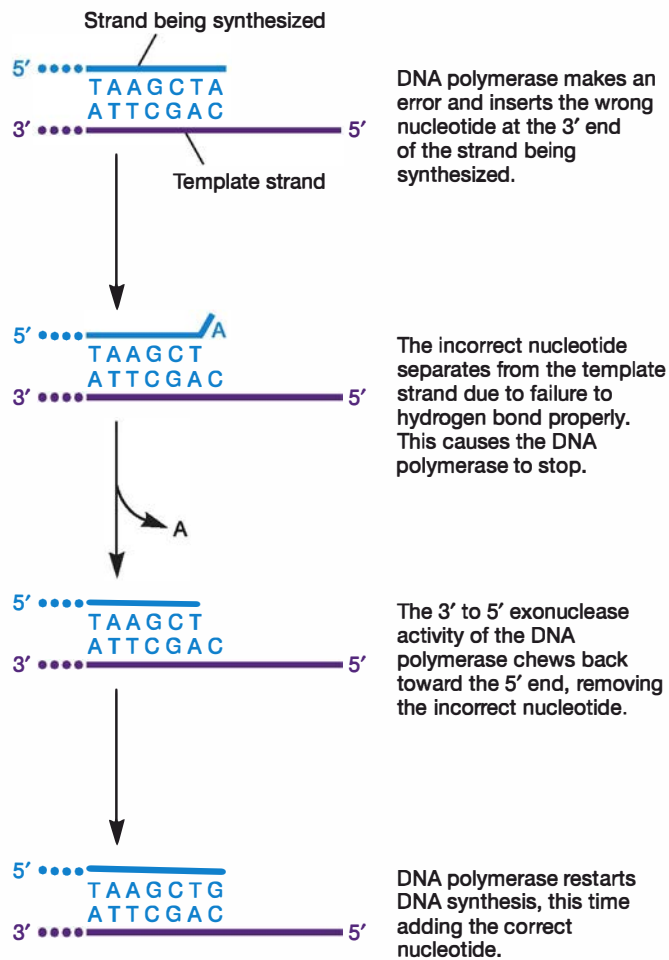 Strand being synthesized
5′
TAAGCTA
ATTCGAC
3′ 5′
Template strand
DNA polymerase makes an
error and inserts the wrong
nucleotide at the 3′ end
of the strand being
synthesized.
5′ A
TAAGCT
ATTCGAC
3′ 5′
The incorrect nucleotide
separates from the template
strand due to failure to
hydrogen bond properly.
This causes the DNA
polymerase to stop.
A
5′
TAAGCT
ATTCGAC
3′ 5′
The 3′ to 5′ exonuclease
activity of the DNA
polymerase chews back
toward the 5′ end, removing
the incorrect nucleotide.
5′
TAAGCTG
ATTCGAC
3′ 5′
DNA polymerase restarts
DNA synthesis, this time
adding the correct
nucleotide.